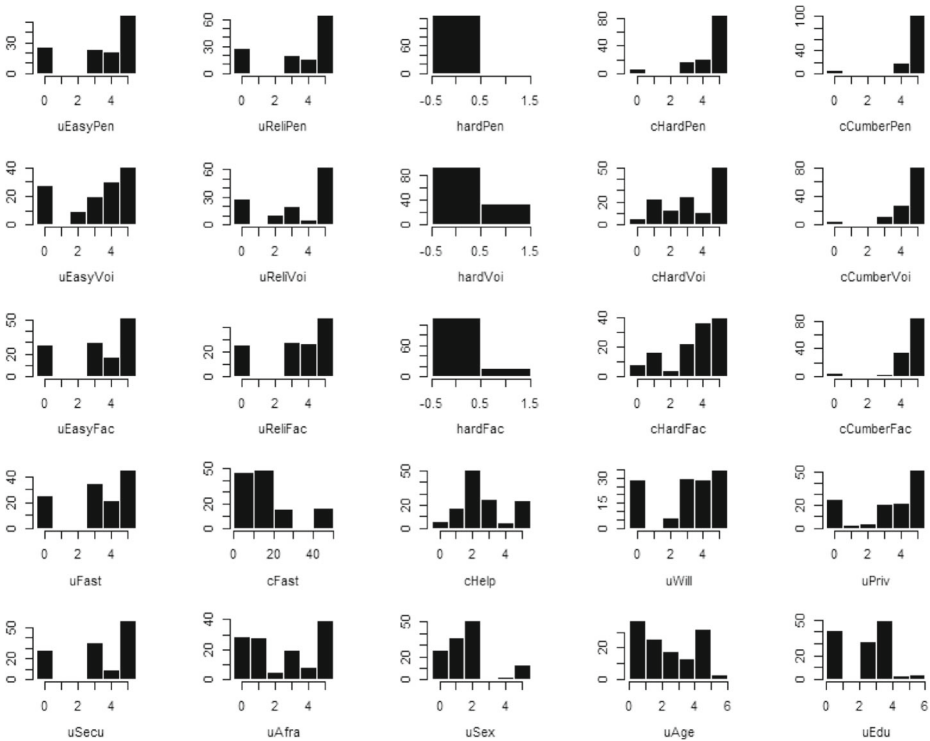 0 30
0 2 4
uEasyPen
0 30 60
0 2 4
uReliPen
0 60
-0.5 0.5 1.5
hardPen
0 40 80
0 2 4
cHardPen
0 40 80 100
0 2 4
cCumberPen
0 20 40
0 2 4
uEasyVoi
0 20 60
0 2 4
uReliVoi
0 40 80
-0.5 0.5 1.5
hardVoi
0 20 50
0 2 4
cHardVoi
0 40 80
0 2 4
cCumberVoi
0 20 50
0 2 4
uEasyFac
0 20
0 2 4
uReliFac
0 60
-0.5 0.5 1.5
hardFac
0 20 40
0 2 4
cHardFac
0 40 80
0 2 4
cCumberFac
0 20 40
0 2 4
uFast
0 20 50
0 20 40
cFast
0 20 50
0 2 4
cHelp
0 15 30
0 2 4
uWill
0 20 50
0 2 4
uPriv
0 20 50
0 2 4
uSecu
0 20 40
0 2 4
uAfra
0 20 50
0 2 4
uSex
0 20
0 2 4 6
uAge
0 20 50
0 2 4 6
uEdu